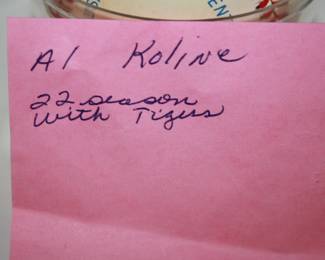 Al Koline
22 season
with Tigers